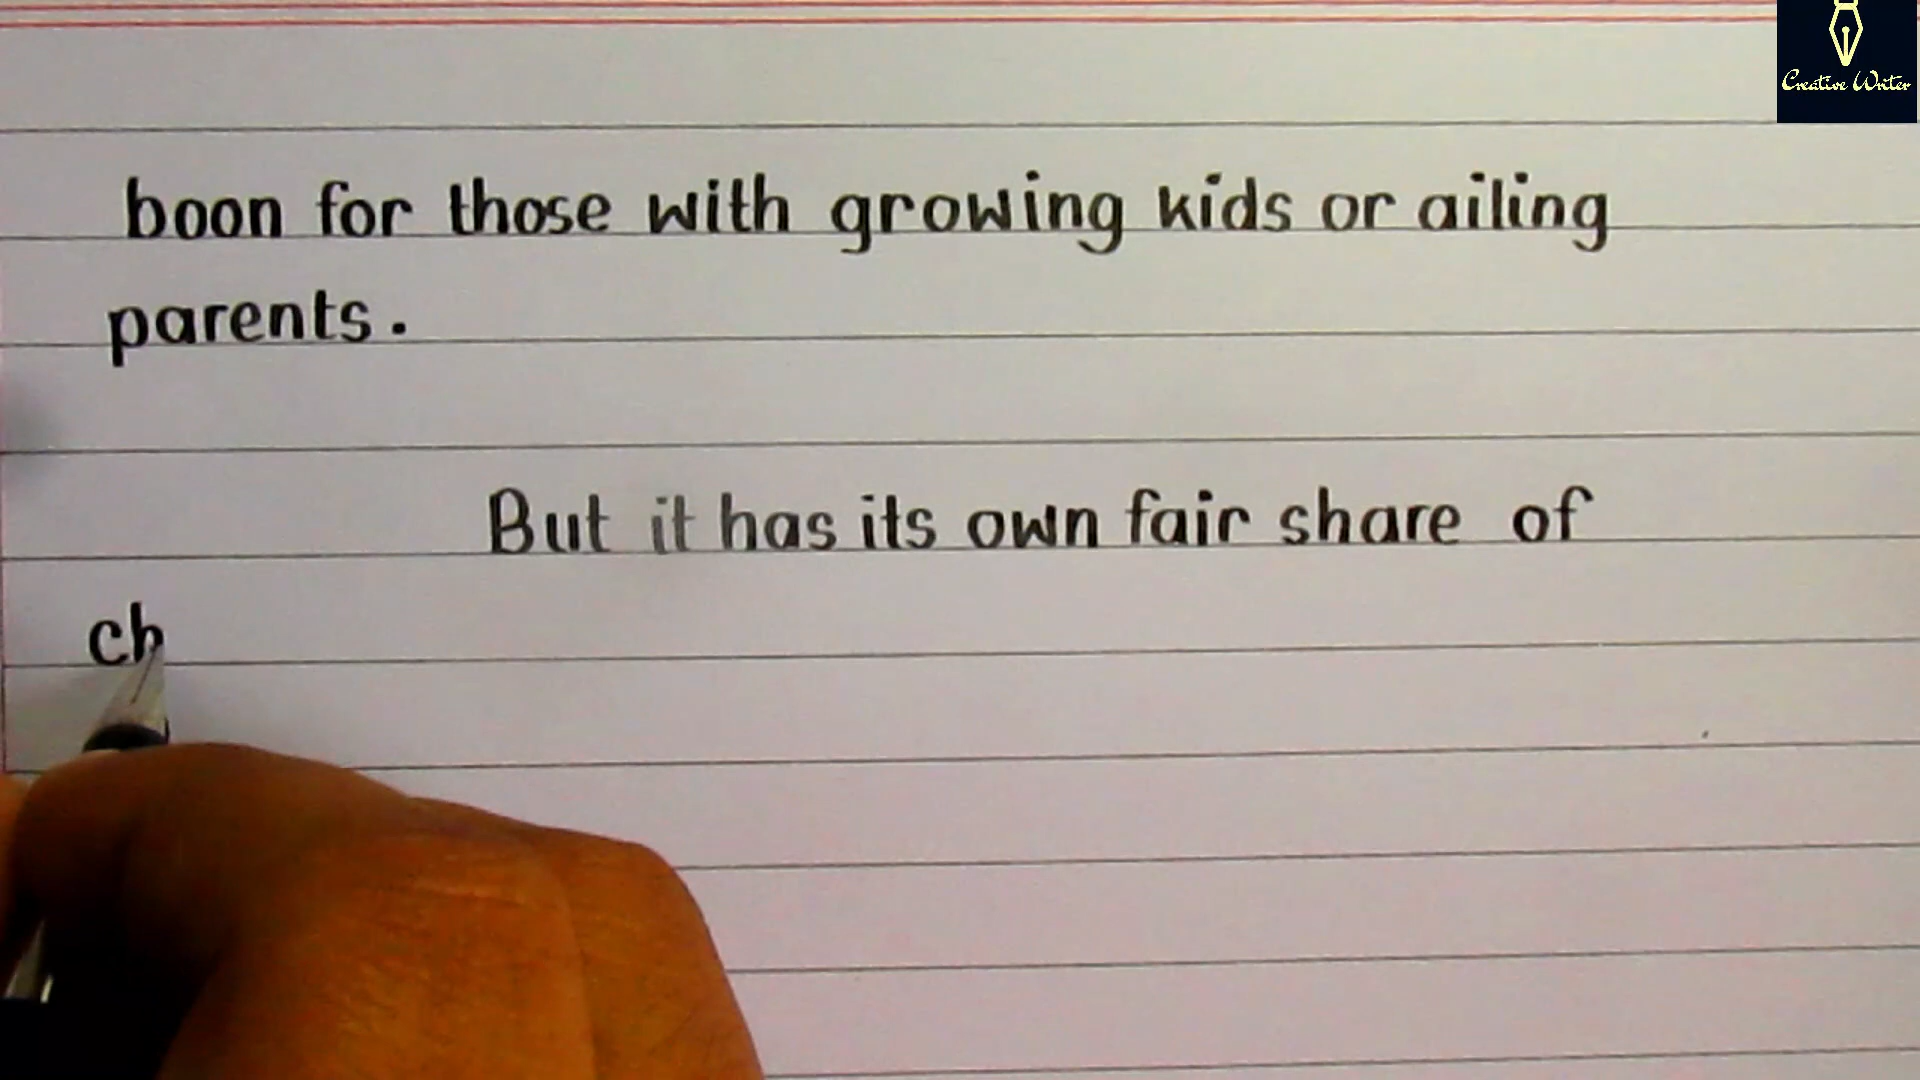 Creative Writer
boon for those with growing kids or ailing
parents.
But it has its own fair share of
ch